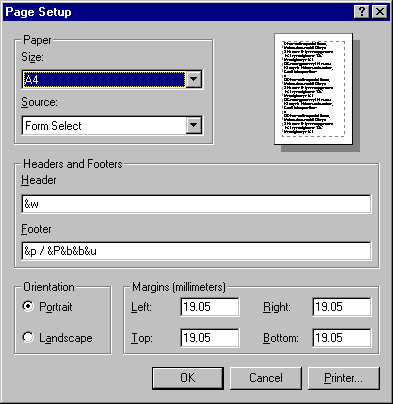 Page Setup
Paper
Size:
A4
Source:
Form Select
Headers and Footers
Header
&w
Footer
&p / &P&b&b&u
Orientation
Portrait
Landscape
Margins (millimeters)
Left: 19.05 Right: 19.05
Top: 19.05 Bottom: 19.05
OK Cancel Printer...